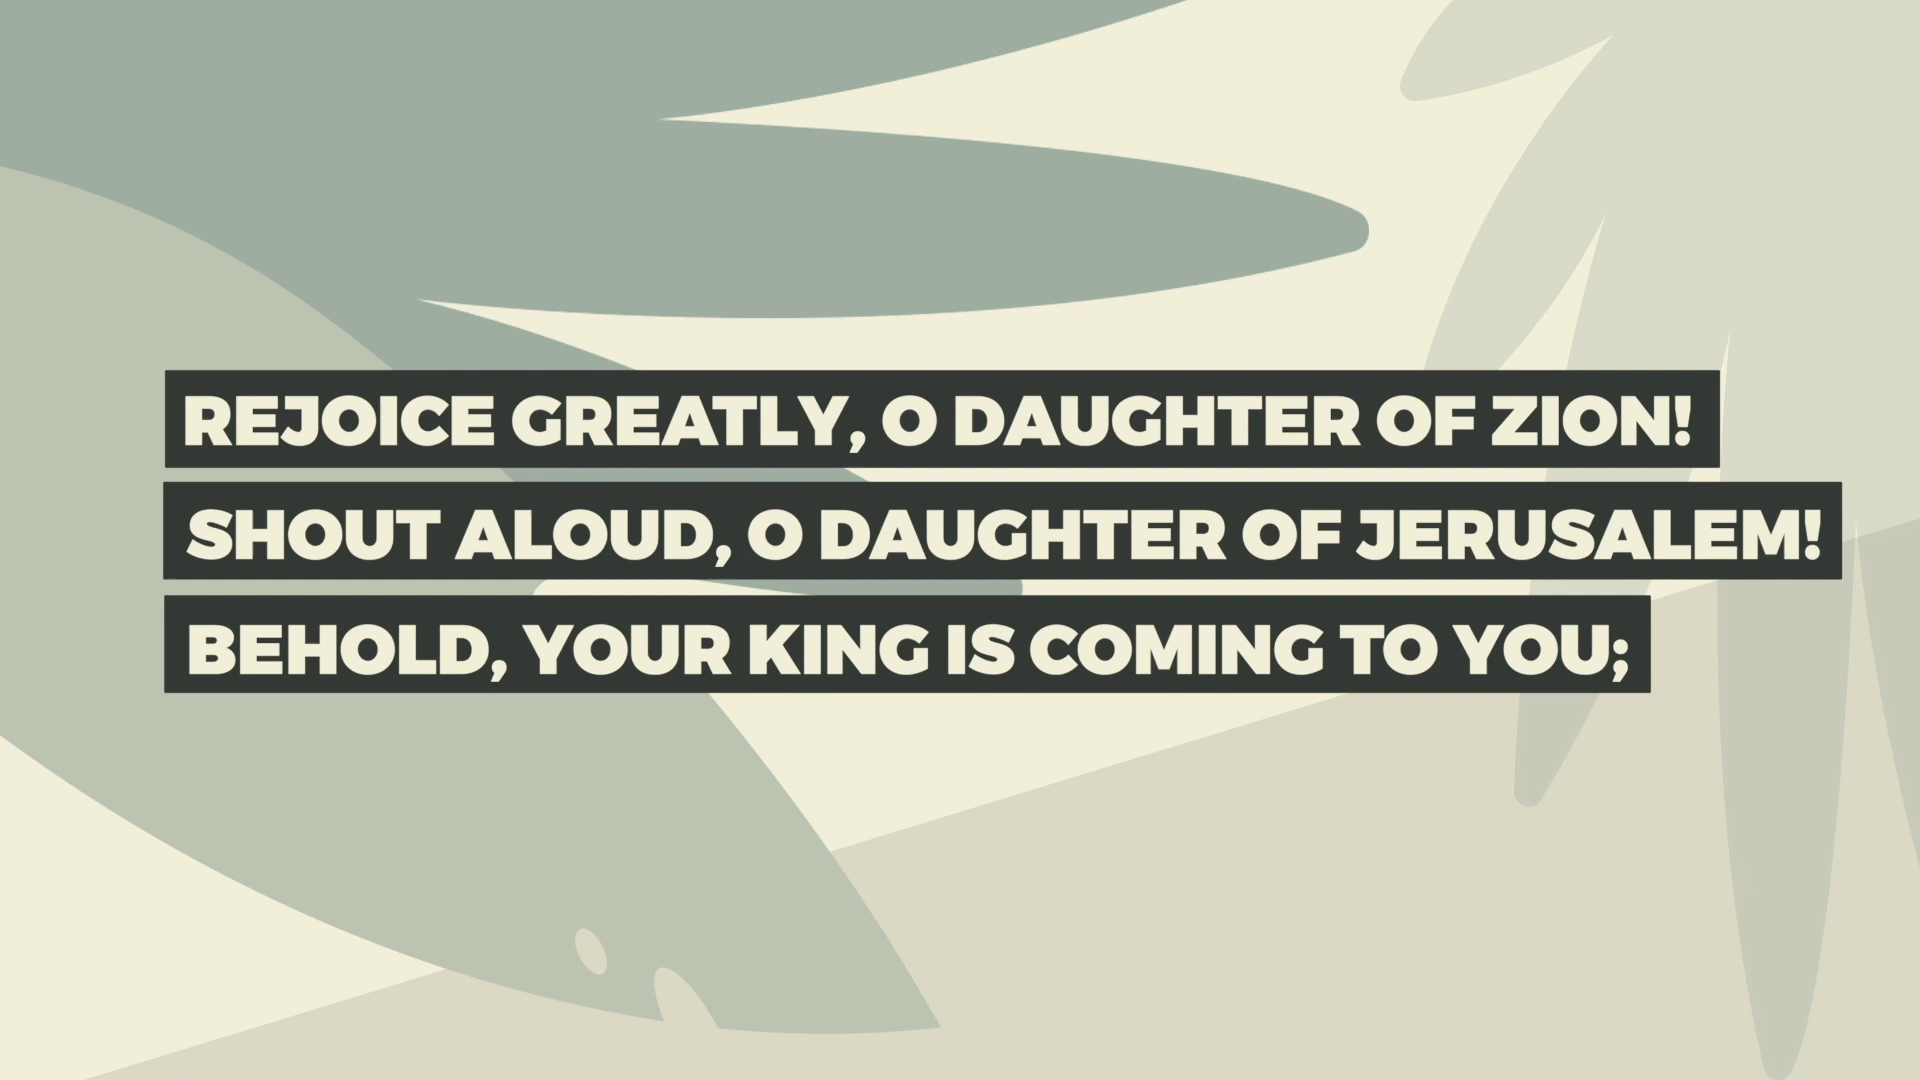 REJOICE GREATLY, O DAUGHTER OF ZION!
SHOUT ALOUD, O DAUGHTER OF JERUSALEM!
BEHOLD, YOUR KING IS COMING TO YOU;